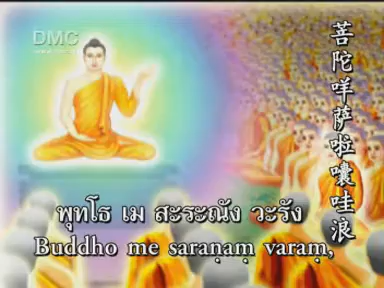 DMC
菩陀咩萨啦囔哇浪
พุทโธ เม สะระณัง วะรัง
Buddho me saraṇaṃ varaṃ,